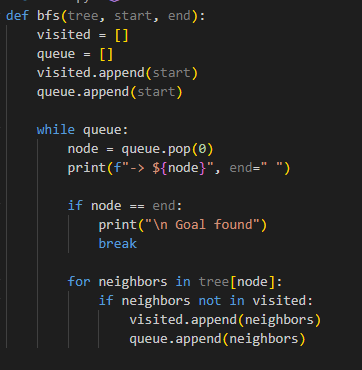 def bfs(tree, start, end):
    visited = []
    queue = []
    visited.append(start)
    queue.append(start)

    while queue:
        node = queue.pop(0)
        print(f"-> ${node}", end=" ")

        if node == end:
            print("\n Goal found")
            break

        for neighbors in tree[node]:
            if neighbors not in visited:
                visited.append(neighbors)
                queue.append(neighbors)